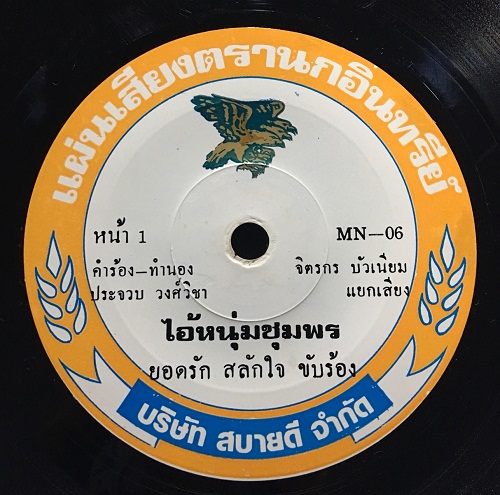 แผ่นเสียงตรานกอินทรีย์
หน้า 1
MN-06
คำร้อง-ทำนอง
จิตรกร บัวเนียม
ประจวบ วงศ์วิชา
แยกเสียง
ไอ้หนุ่มชุมพร
ยอดรัก สลักใจ ขับร้อง
บริษัท สบายดี จำกัด